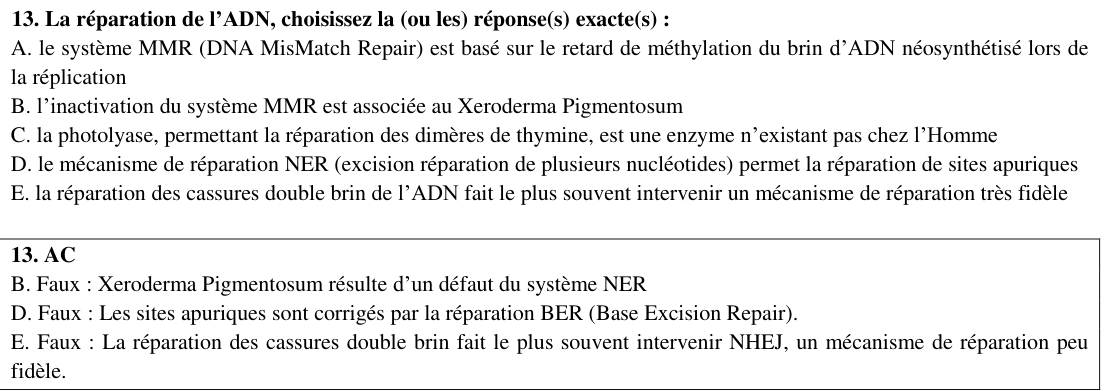 13. La réparation de l’ADN, choisissez la (ou les) réponse(s) exacte(s) :
A. le système MMR (DNA MisMatch Repair) est basé sur le retard de méthylation du brin d’ADN néosynthétisé lors de
la réplication
B. l’inactivation du système MMR est associée au Xeroderma Pigmentosum
C. la photolyase, permettant la réparation des dimères de thymine, est une enzyme n’existant pas chez l’Homme
D. le mécanisme de réparation NER (excision réparation de plusieurs nucléotides) permet la réparation de sites apuriques
E. la réparation des cassures double brin de l’ADN fait le plus souvent intervenir un mécanisme de réparation très fidèle
13. AC
B. Faux : Xeroderma Pigmentosum résulte d’un défaut du système NER
D. Faux : Les sites apuriques sont corrigés par la réparation BER (Base Excision Repair).
E. Faux : La réparation des cassures double brin fait le plus souvent intervenir NHEJ, un mécanisme de réparation peu
fidèle.